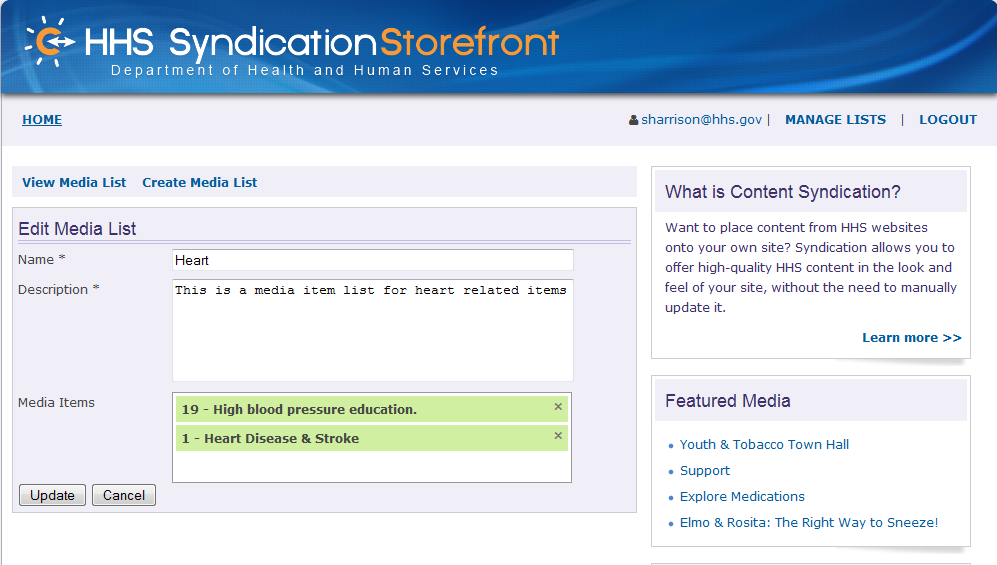 HHS SyndicationStorefront
Department of Health and Human Services
HOME
sharrison@hhs.gov | MANAGE LISTS | LOGOUT
View Media List Create Media List
Edit Media List
Name *
Heart
Description *
This is a media item list for heart related items
Media Items
19 - High blood pressure education. ×
1 - Heart Disease & Stroke ×
Update Cancel
What is Content Syndication?
Want to place content from HHS websites
onto your own site? Syndication allows you to
offer high-quality HHS content in the look and
feel of your site, without the need to manually
update it.
Learn more >>
Featured Media
Youth & Tobacco Town Hall
Support
Explore Medications
Elmo & Rosita: The Right Way to Sneeze!